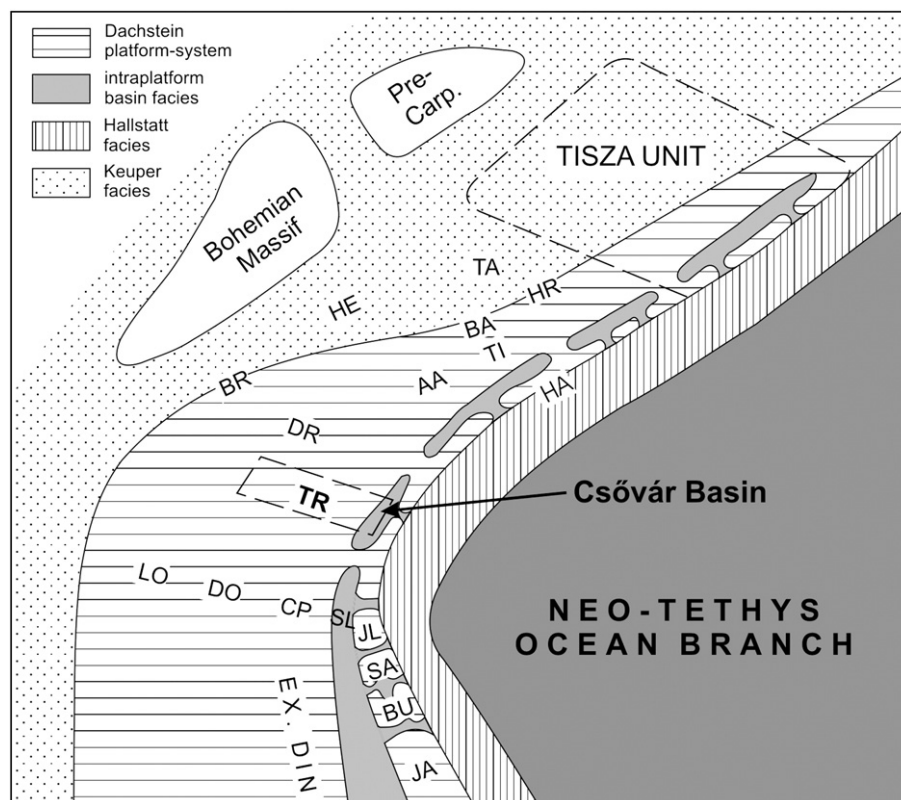 Dachstein
platform-system
intraplatform
basin facies
Hallstatt
facies
Keuper
facies
Pre-
Carp.
Bohemian
Massif
TISZA UNIT
TA
HE
HR
BA
TI
BR
AA
HA
DR
TR
Csővár Basin
LO
DO
CP
SL
JL
SA
BU
JA
EX. DIN
NEO-TETHYS
OCEAN BRANCH